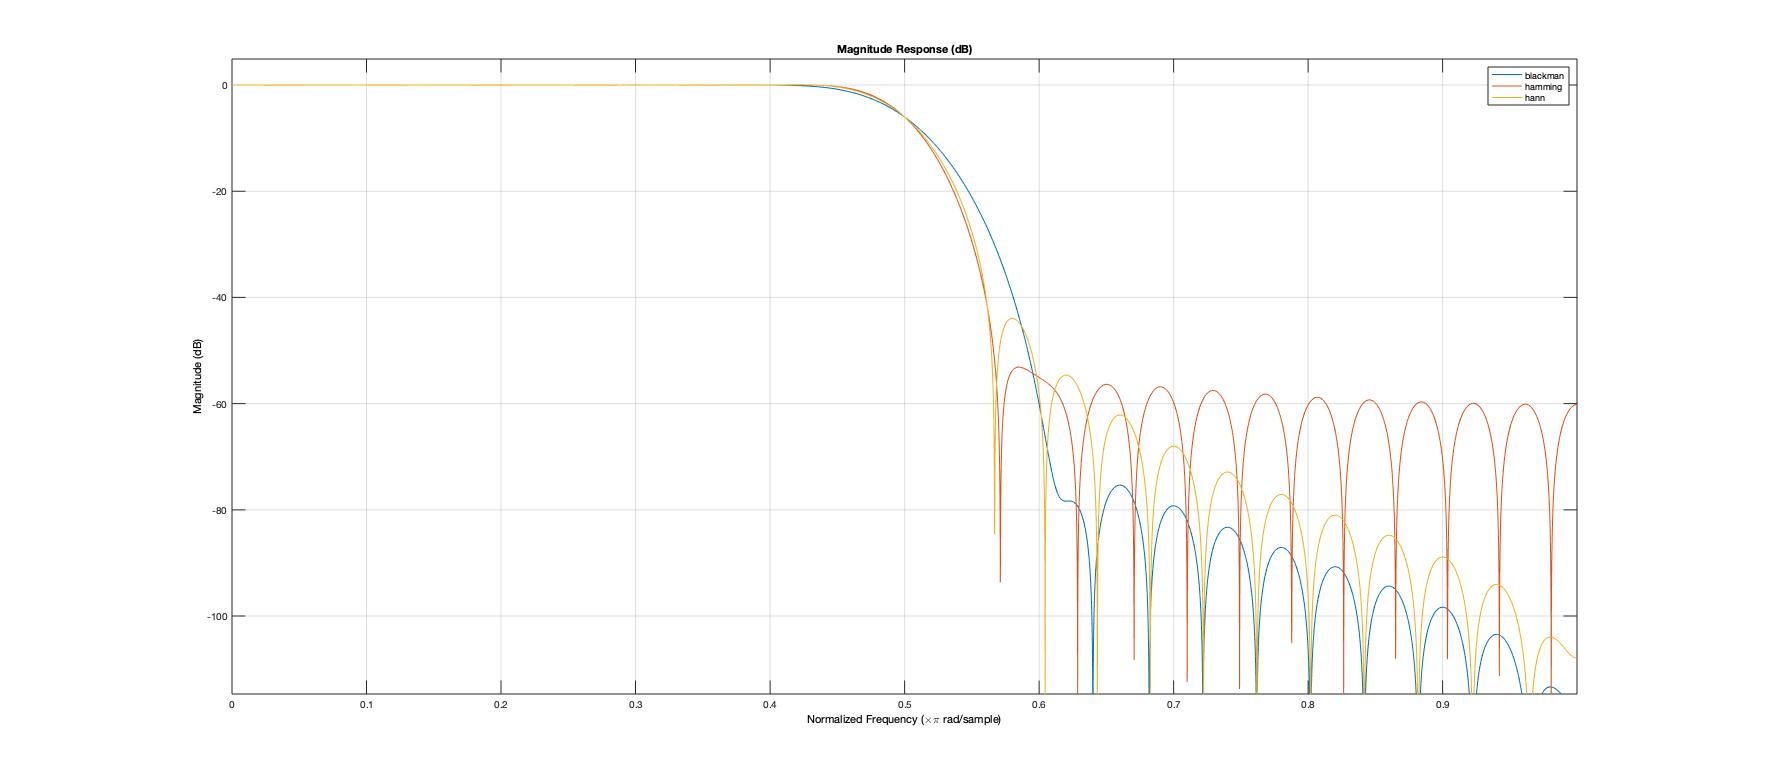 Magnitude Response (dB)
blackman
hamming
hann
0
-20
-40
-60
-80
-100
Magnitude (dB)
0
0.1
0.2
0.3
0.4
0.5
0.6
0.7
0.8
0.9
Normalized Frequency (×π rad/sample)